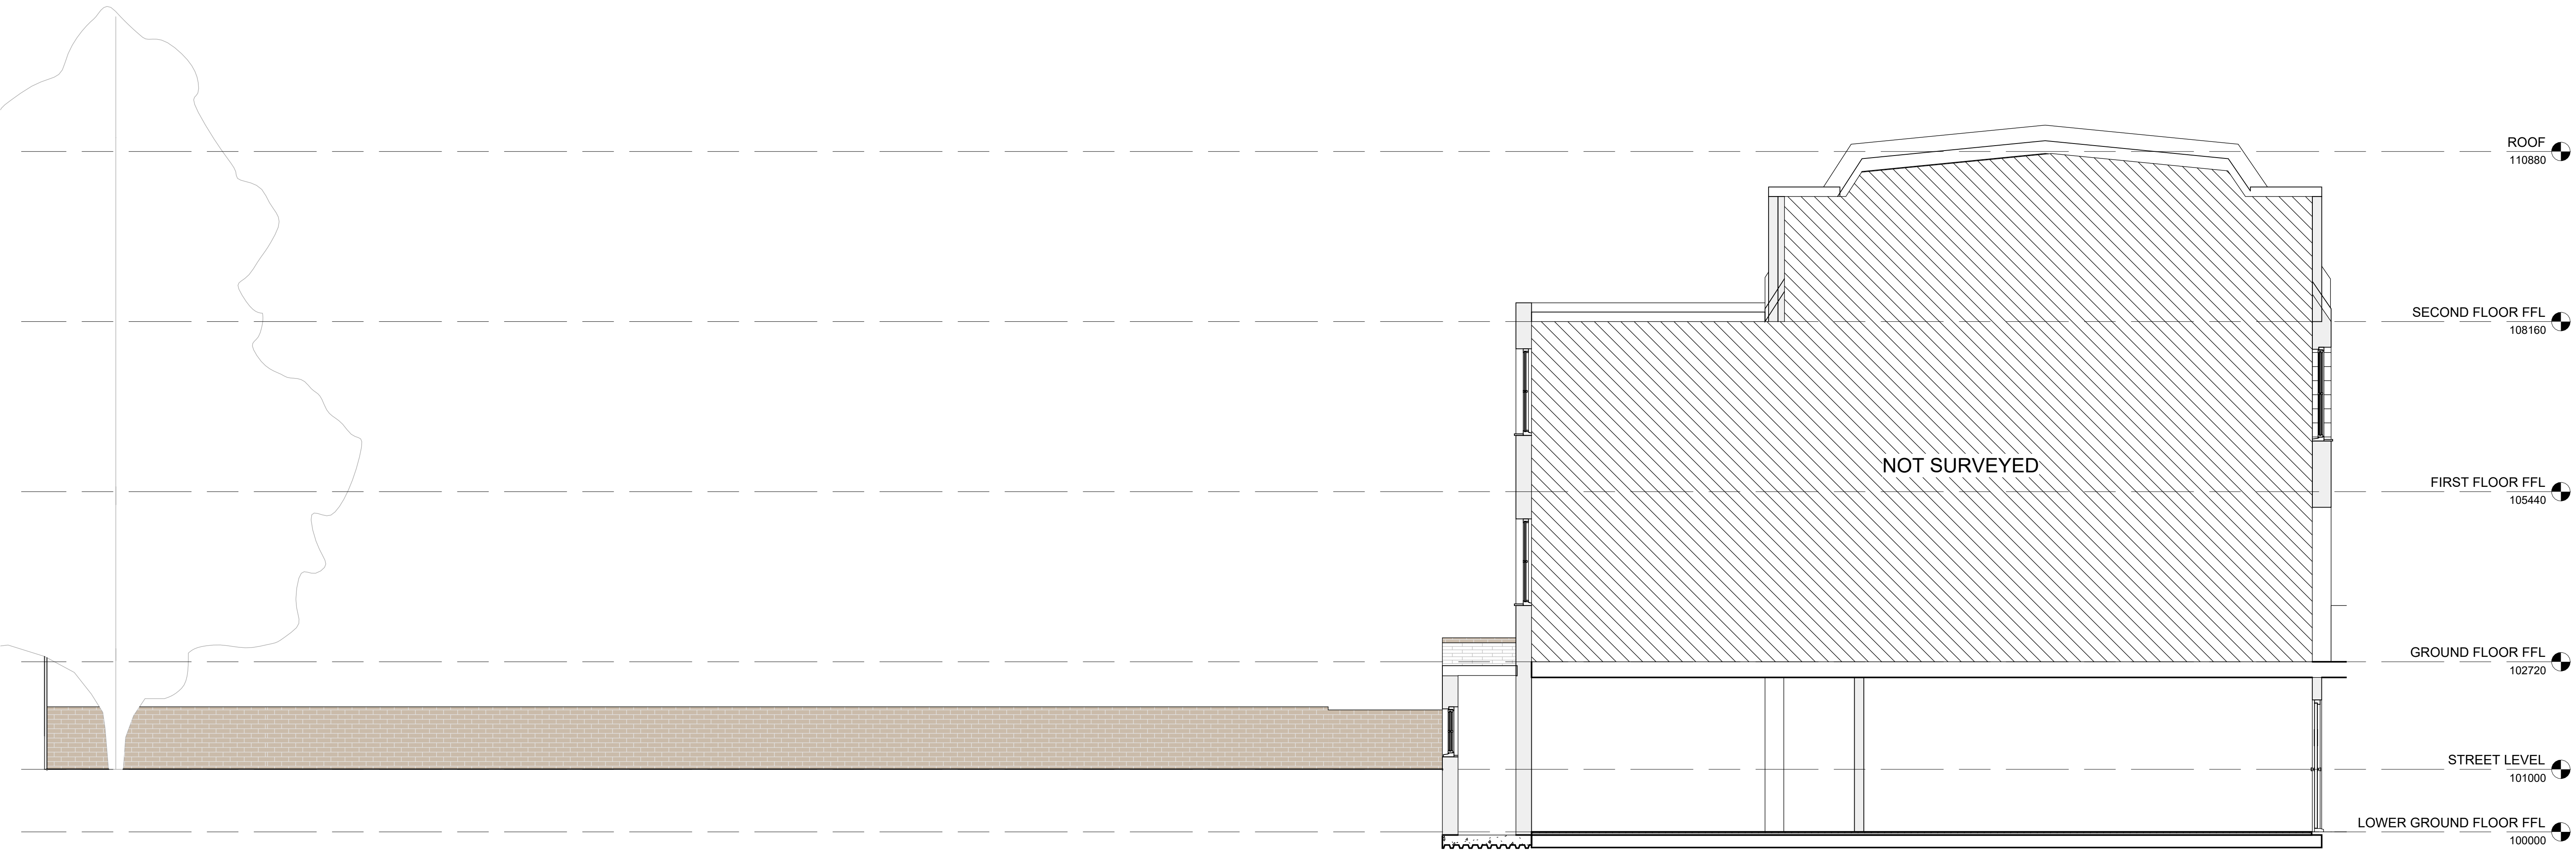 ROOF
110880
SECOND FLOOR FFL
108160
NOT SURVEYED
FIRST FLOOR FFL
105440
GROUND FLOOR FFL
102720
STREET LEVEL
101000
LOWER GROUND FLOOR FFL
100000